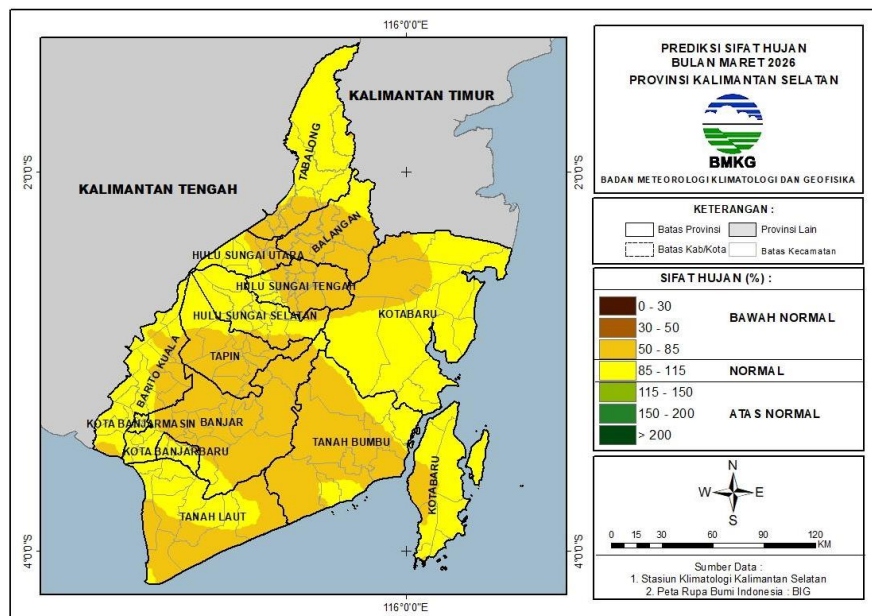 116°0'0"E
PREDIKSI SIFAT HUJAN
BULAN MARET 2026
PROVINSI KALIMANTAN SELATAN
BMKG
BADAN METEOROLOGI KLIMATOLOGI DAN GEOFISIKA
KETERANGAN :
Batas Provinsi
Provinsi Lain
Batas Kab/Kota
Batas Kecamatan
SIFAT HUJAN (%) :
0 - 30
30 - 50
BAWAH NORMAL
50 - 85
85 - 115
NORMAL
115 - 150
150 - 200
ATAS NORMAL
> 200
N
W
E
S
0 15 30 60 90 120
KM
Sumber Data :
1. Stasiun Klimatologi Kalimantan Selatan
2. Peta Rupa Bumi Indonesia : BIG
KALIMANTAN TIMUR
KALIMANTAN TENGAH
TABALONG
BALANGAN
HULU SUNGAI UTARA
HULU SUNGAI TENGAH
HULU SUNGAI SELATAN
KOTABARU
TAPIN
BARITO KUALA
KOTA BANJARMASIN
BANJAR
KOTA BANJARBARU
TANAH BUMBU
TANAH LAUT
KOTABARU
2°0'S
2°0'S
4°0'S
4°0'S
116°0'0"E